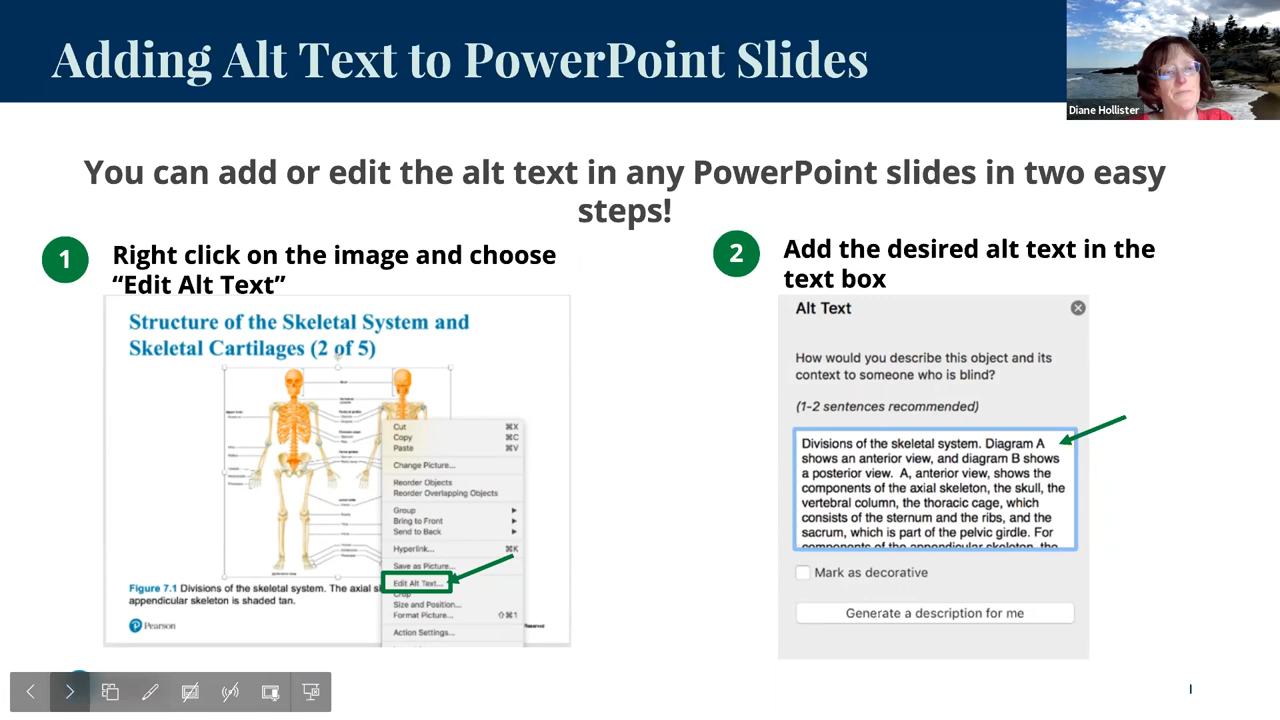 Adding Alt Text to PowerPoint Slides
Diane Hollister
You can add or edit the alt text in any PowerPoint slides in two easy
steps!
1
Right click on the image and choose
“Edit Alt Text”
Structure of the Skeletal System and
Skeletal Cartilages (2 of 5)
Cut ⌘X
Copy ⌘C
Paste ⌘V
Change Picture...
Reorder Objects
Reorder Overlapping Objects
Group
Bring to Front
Send to Back
Hyperlink... ⌘K
Save as Picture...
Edit Alt Text...
Crop
Size and Position...
Format Picture... ⇧⌘1
Action Settings...
Figure 7.1 Divisions of the skeletal system. The axial
appendicular skeleton is shaded tan.
Pearson
Reserved
2
Add the desired alt text in the
text box
Alt Text
How would you describe this object and its
context to someone who is blind?
(1-2 sentences recommended)
Divisions of the skeletal system. Diagram A
shows an anterior view, and diagram B shows
a posterior view. A, anterior view, shows the
components of the axial skeleton, the skull, the
vertebral column, the thoracic cage, which
consists of the sternum and the ribs, and the
sacrum, which is part of the pelvic girdle. For
components of the appendicular skeleton, the
Mark as decorative
Generate a description for me